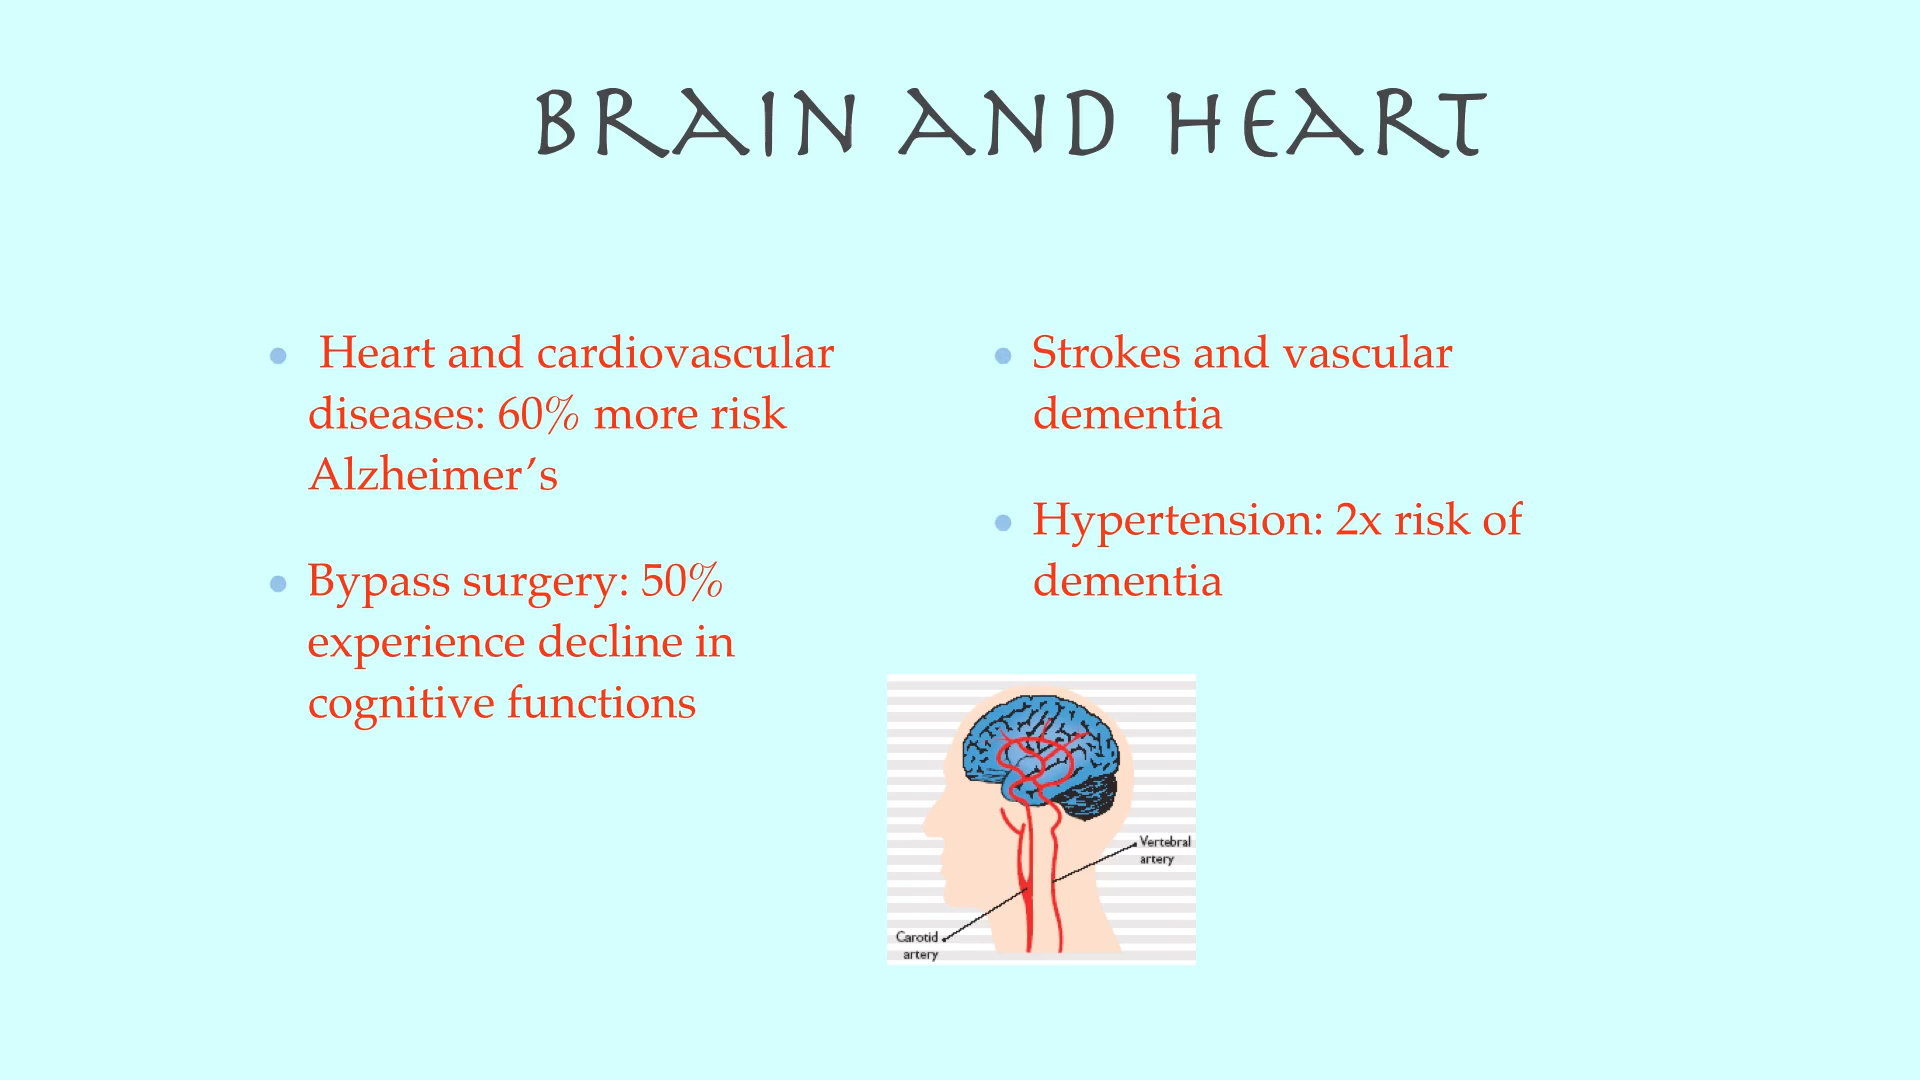 BRAIN AND HEART
• Heart and cardiovascular
diseases: 60% more risk
Alzheimer’s
• Bypass surgery: 50%
experience decline in
cognitive functions
• Strokes and vascular
dementia
• Hypertension: 2x risk of
dementia
Vertebral
artery
Carotid
artery